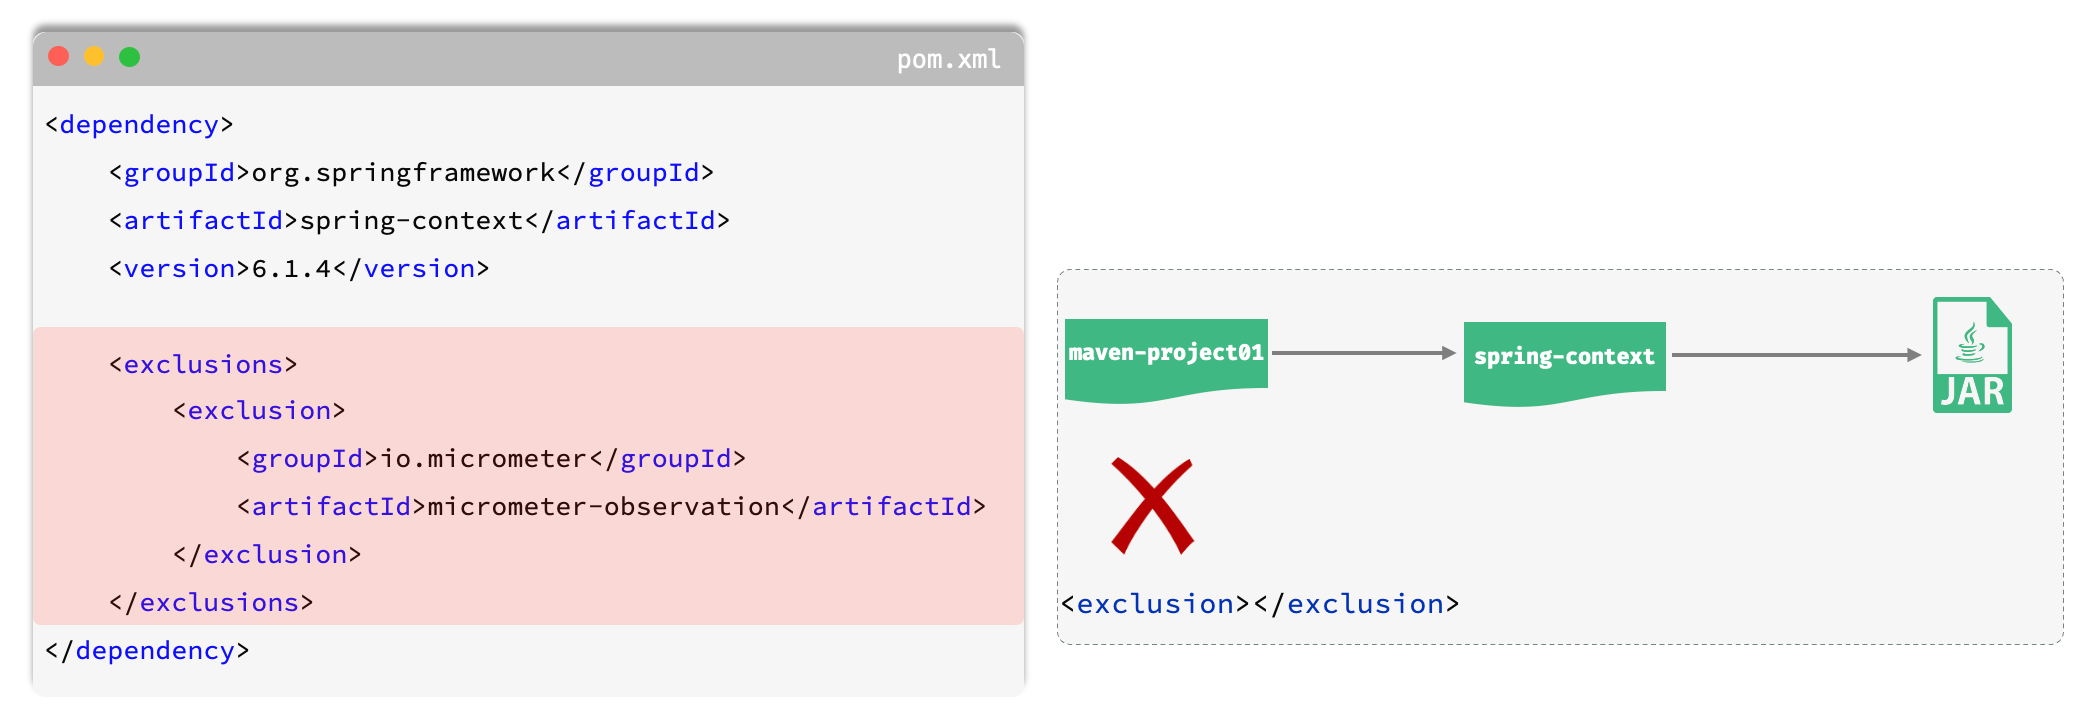 pom.xml
<dependency>
    <groupId>org.springframework</groupId>
    <artifactId>spring-context</artifactId>
    <version>6.1.4</version>
    <exclusions>
        <exclusion>
            <groupId>io.micrometer</groupId>
            <artifactId>micrometer-observation</artifactId>
        </exclusion>
    </exclusions>
</dependency>
maven-project01
spring-context
JAR
<exclusion></exclusion>